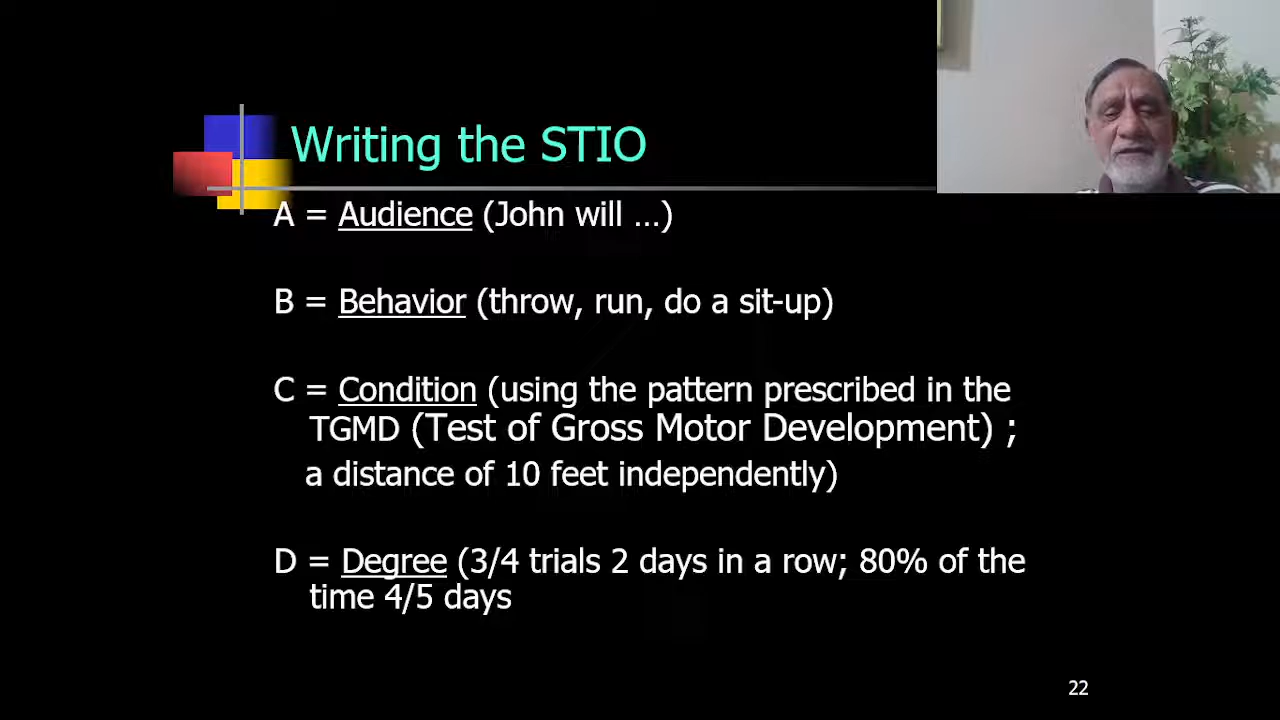 Writing the STIO
A = Audience (John will ...)
B = Behavior (throw, run, do a sit-up)
C = Condition (using the pattern prescribed in the
TGMD (Test of Gross Motor Development) ;
a distance of 10 feet independently)
D = Degree (3/4 trials 2 days in a row; 80% of the
time 4/5 days
22